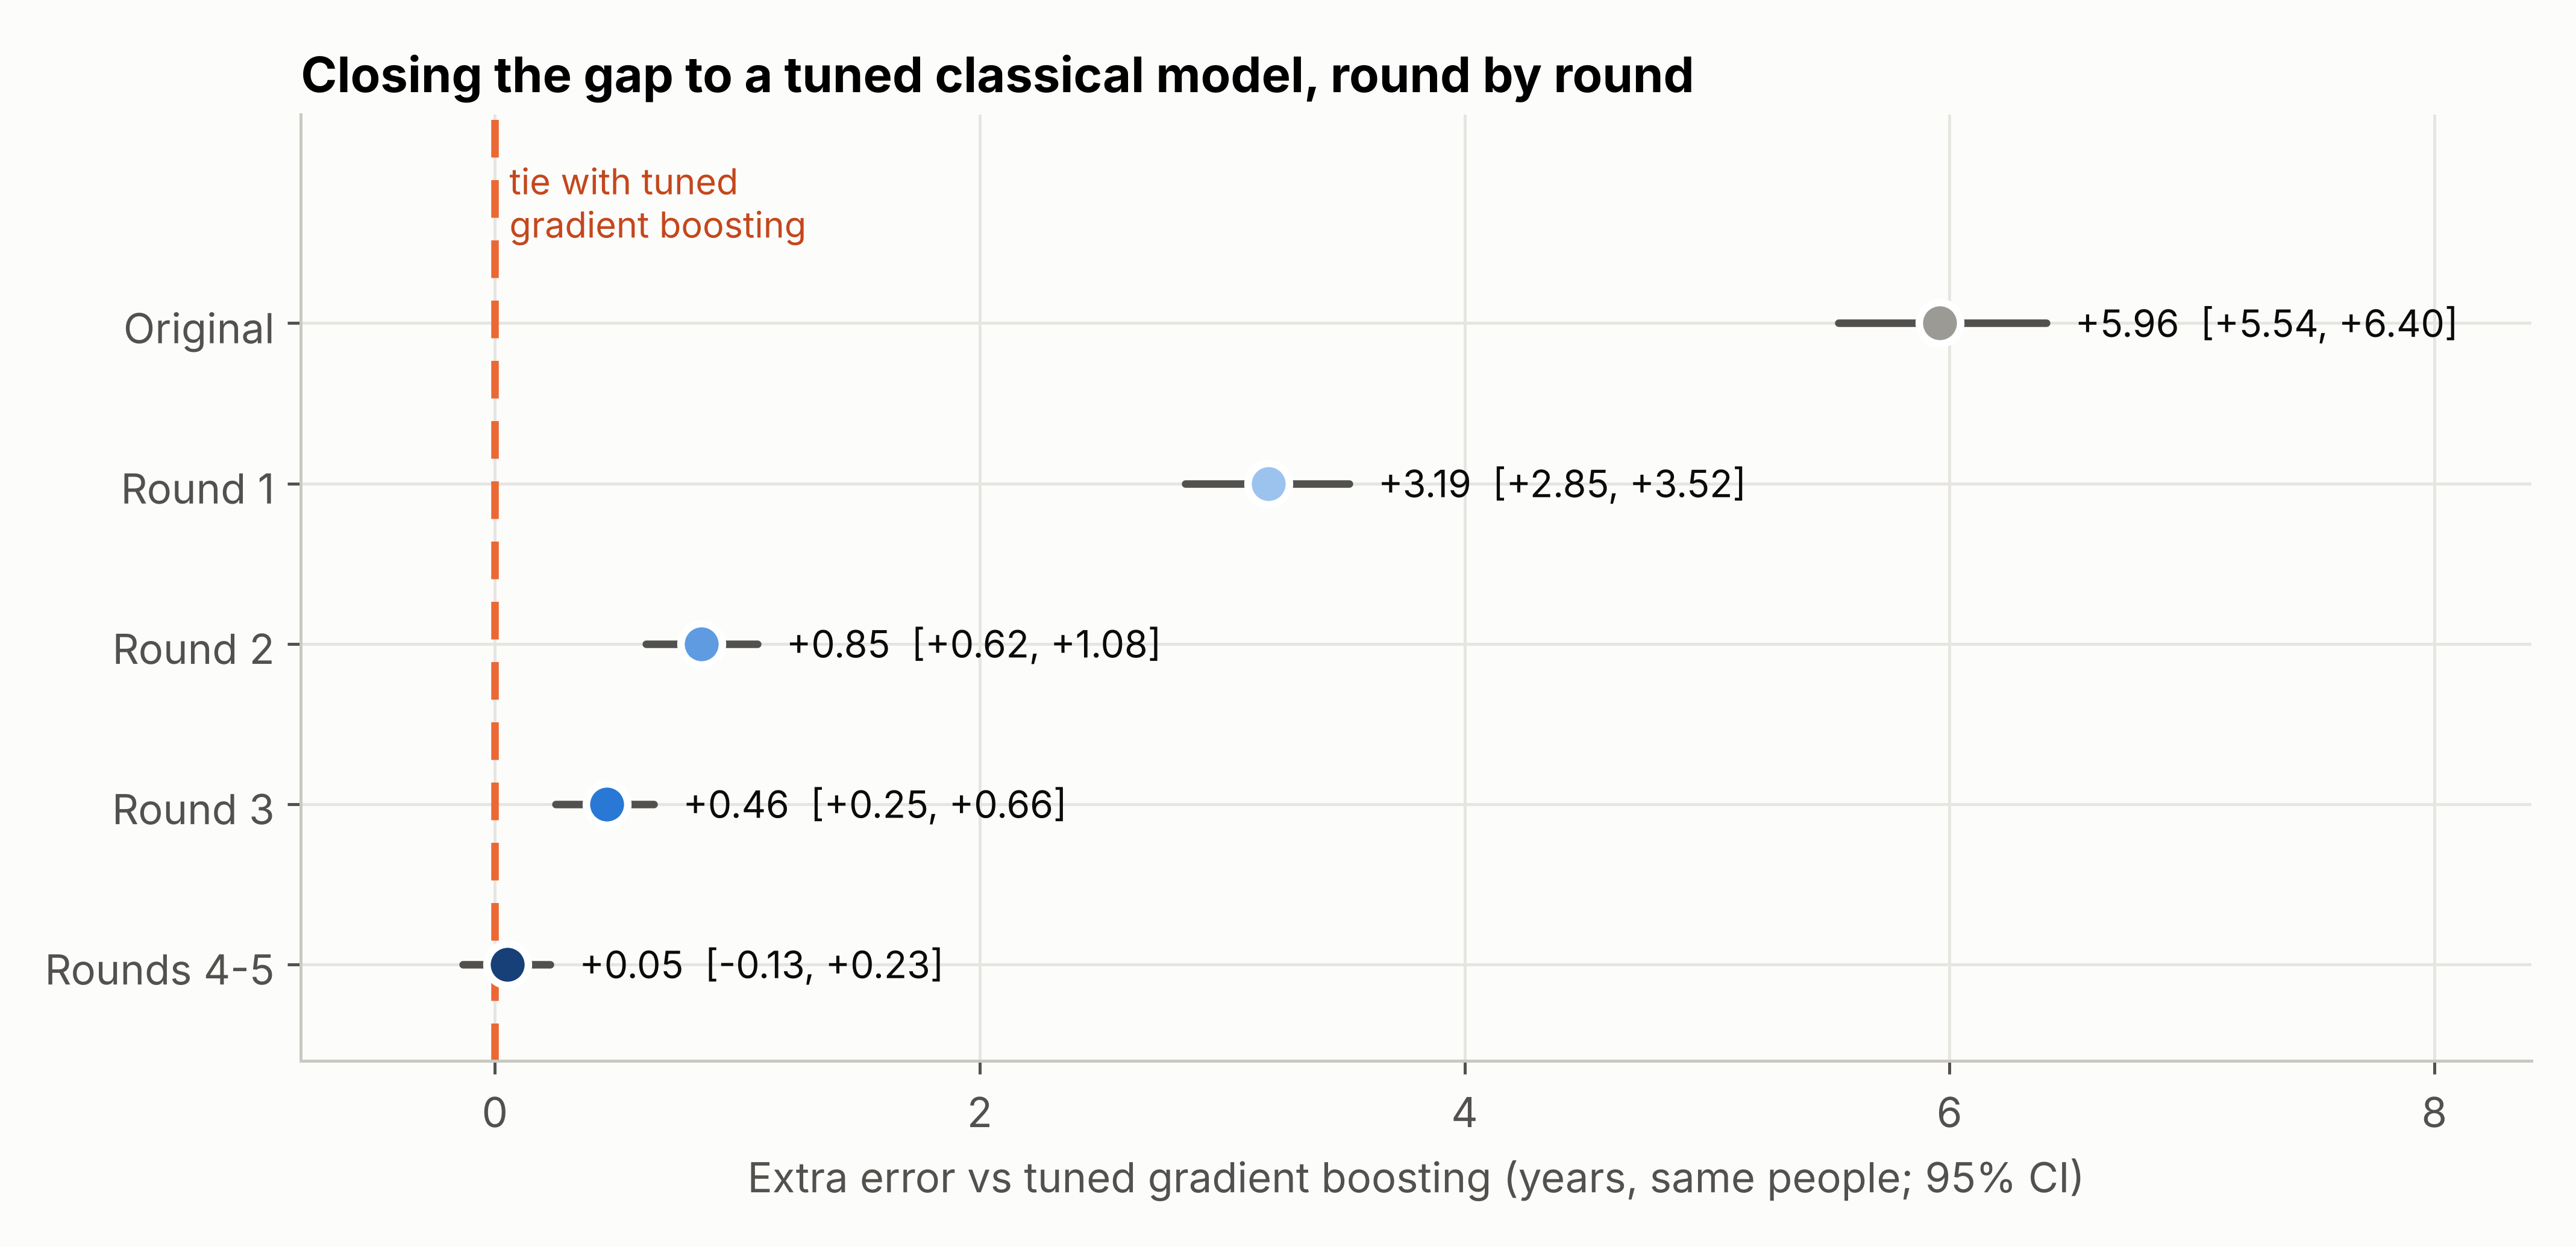 Closing the gap to a tuned classical model, round by round
tie with tuned
gradient boosting
Original
+5.96 [+5.54, +6.40]
Round 1
+3.19 [+2.85, +3.52]
Round 2
+0.85 [+0.62, +1.08]
Round 3
+0.46 [+0.25, +0.66]
Rounds 4-5
+0.05 [-0.13, +0.23]
0 2 4 6 8
Extra error vs tuned gradient boosting (years, same people; 95% CI)